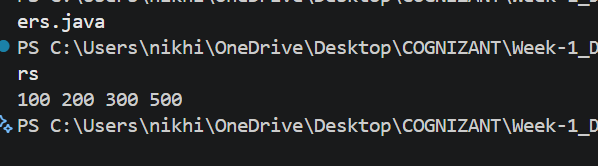 ers.java
PS C:\Users\nikhi\OneDrive\Desktop\COGNIZANT\Week-1_D
rs
100 200 300 500
PS C:\Users\nikhi\OneDrive\Desktop\COGNIZANT\Week-1_D